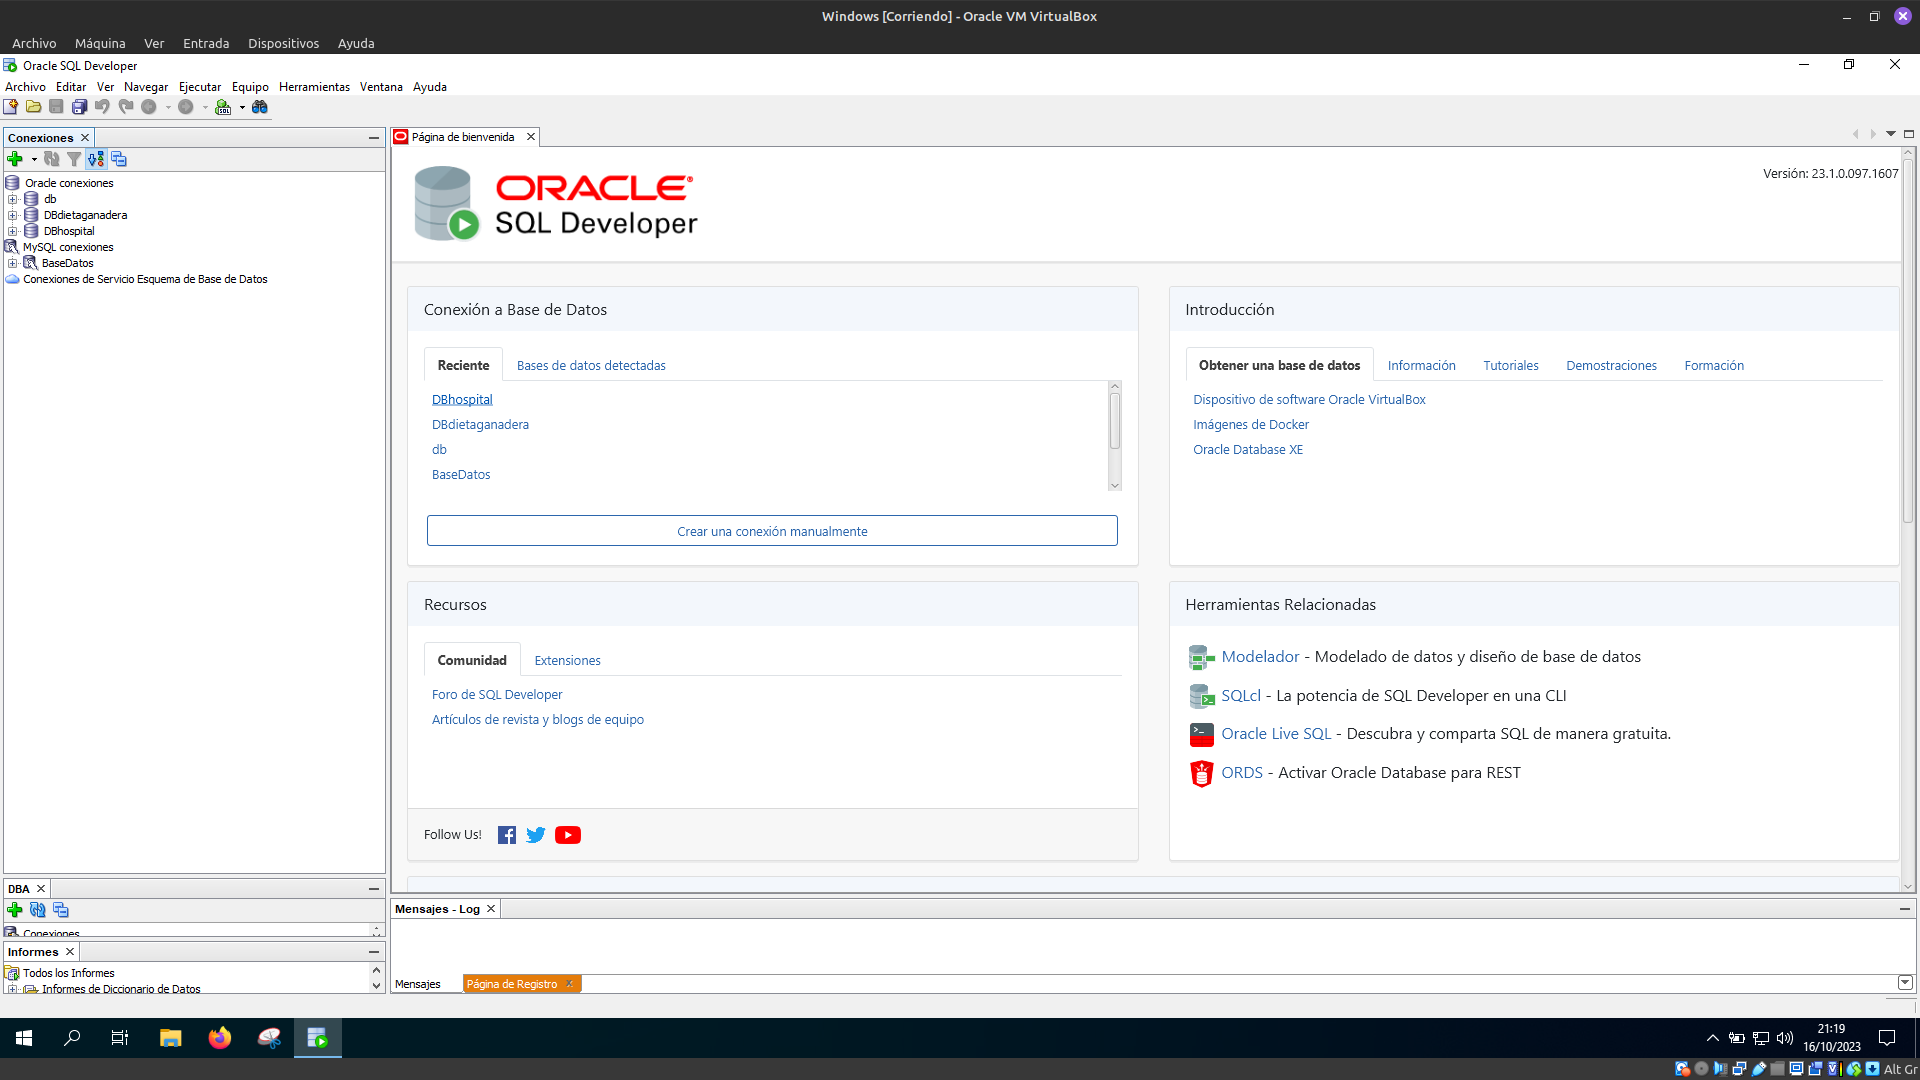 Windows [Corriendo] - Oracle VM VirtualBox
Archivo Máquina Ver Entrada Dispositivos Ayuda
Oracle SQL Developer
Archivo Editar Ver Navegar Ejecutar Equipo Herramientas Ventana Ayuda
Conexiones
Oracle conexiones
db
DBdietaganadera
DBhospital
MySQL conexiones
BaseDatos
Conexiones de Servicio Esquema de Base de Datos
DBA
Conexiones
Informes
Todos los Informes
Informes de Diccionario de Datos
Página de bienvenida
ORACLE
SQL Developer
Versión: 23.1.0.097.1607
Conexión a Base de Datos
Reciente Bases de datos detectadas
DBhospital
DBdietaganadera
db
BaseDatos
Crear una conexión manualmente
Introducción
Obtener una base de datos Información Tutoriales Demostraciones Formación
Dispositivo de software Oracle VirtualBox
Imágenes de Docker
Oracle Database XE
Recursos
Comunidad Extensiones
Foro de SQL Developer
Artículos de revista y blogs de equipo
Follow Us!
Herramientas Relacionadas
Modelador - Modelado de datos y diseño de base de datos
SQLcl - La potencia de SQL Developer en una CLI
Oracle Live SQL - Descubra y comparta SQL de manera gratuita.
ORDS - Activar Oracle Database para REST
Mensajes - Log
Mensajes Página de Registro
21:19
16/10/2023
Alt Gr